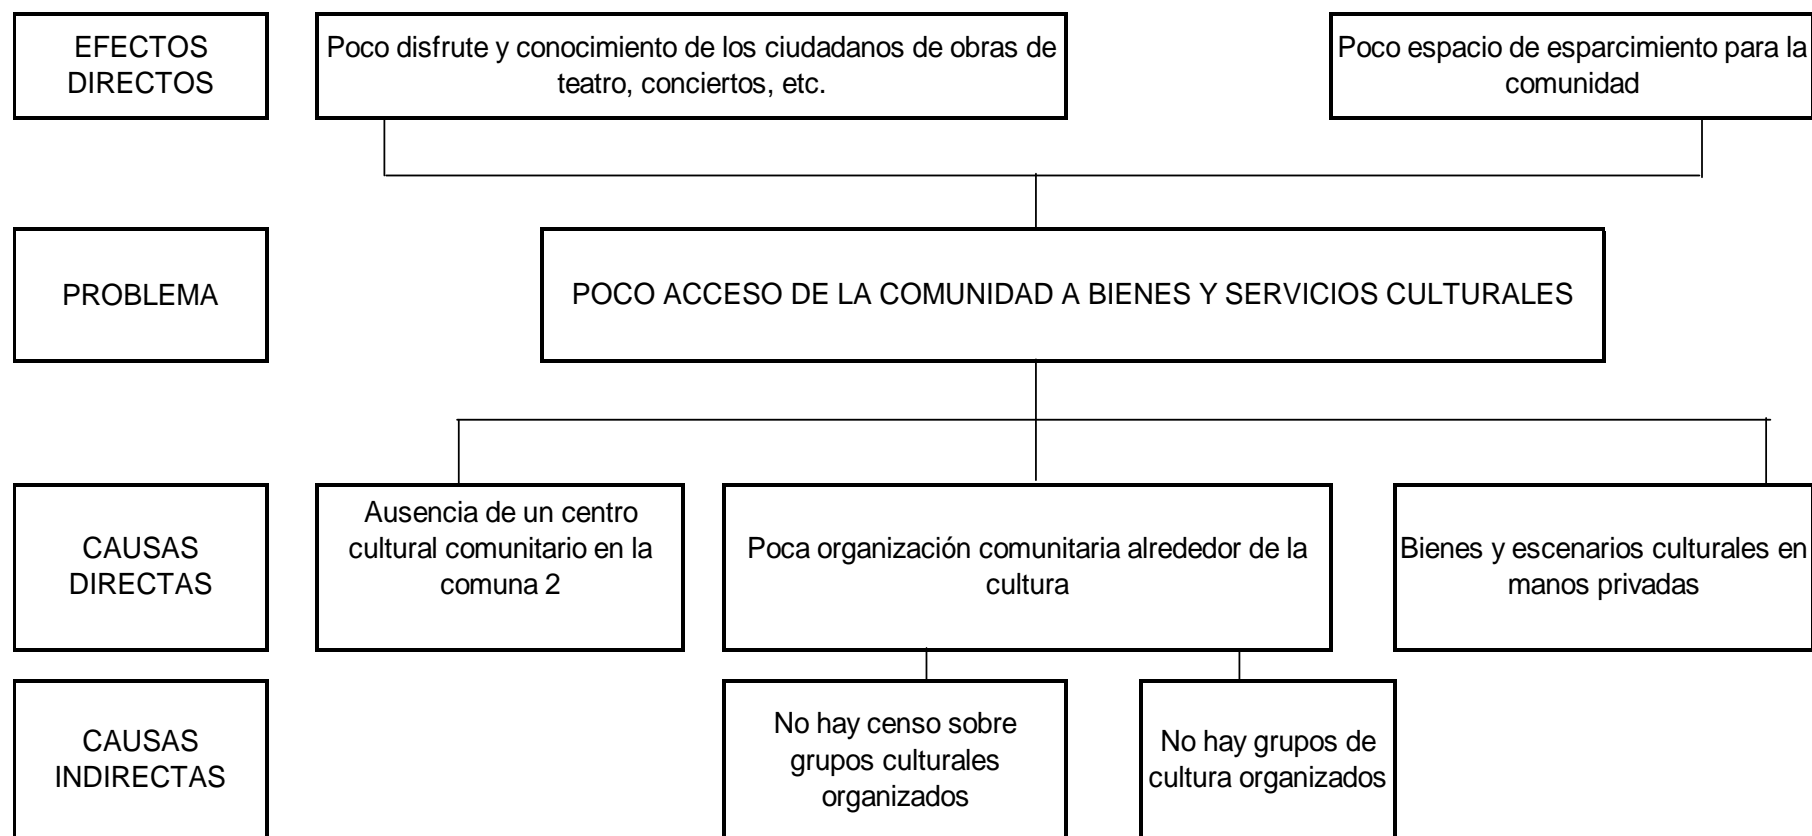 EFECTOS
DIRECTOS
Poco disfrute y conocimiento de los ciudadanos de obras de
teatro, conciertos, etc.
Poco espacio de esparcimiento para la
comunidad
PROBLEMA
POCO ACCESO DE LA COMUNIDAD A BIENES Y SERVICIOS CULTURALES
CAUSAS
DIRECTAS
Ausencia de un centro
cultural comunitario en la
comuna 2
Poca organización comunitaria alrededor de la
cultura
Bienes y escenarios culturales en
manos privadas
CAUSAS
INDIRECTAS
No hay censo sobre
grupos culturales
organizados
No hay grupos de
cultura organizados